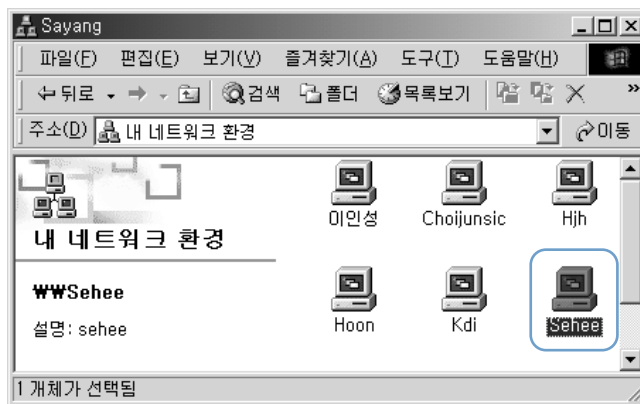 Sayang
파일(F) 편집(E) 보기(V) 즐겨찾기(A) 도구(T) 도움말(H)
뒤로 검색 폴더 목록보기 »
주소(D) 내 네트워크 환경 이동
내 네트워크 환경
₩₩Sehee
설명: sehee
이인성 Choijunsic Hjh
Hoon Kdi Sehee
1 개체가 선택됨